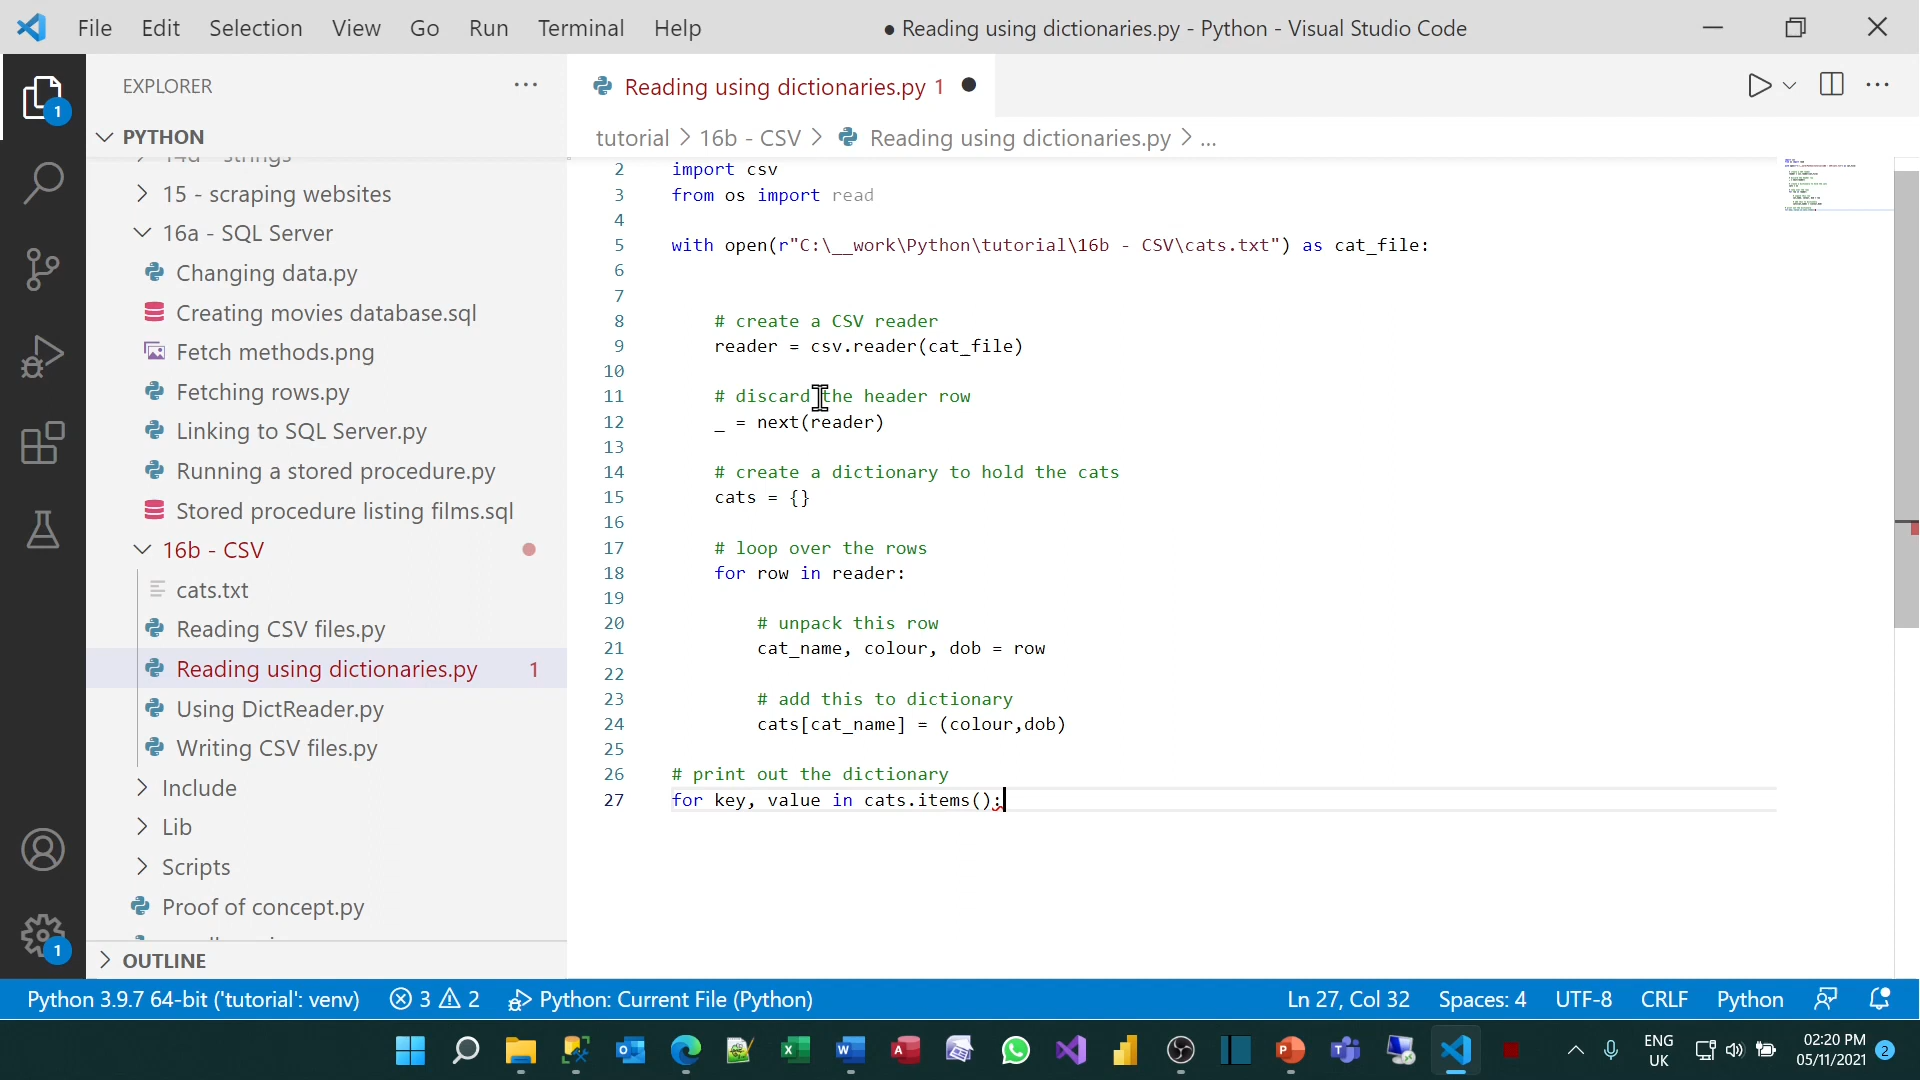 File Edit Selection View Go Run Terminal Help
● Reading using dictionaries.py - Python - Visual Studio Code
EXPLORER
PYTHON
15 - scraping websites
16a - SQL Server
Changing data.py
Creating movies database.sql
Fetch methods.png
Fetching rows.py
Linking to SQL Server.py
Running a stored procedure.py
Stored procedure listing films.sql
16b - CSV
cats.txt
Reading CSV files.py
Reading using dictionaries.py 1
Using DictReader.py
Writing CSV files.py
Include
Lib
Scripts
Proof of concept.py
OUTLINE
Reading using dictionaries.py 1
tutorial > 16b - CSV > Reading using dictionaries.py > ...
2 import csv
3 from os import read
4
5 with open(r"C:\__work\Python\tutorial\16b - CSV\cats.txt") as cat_file:
6
7
8 # create a CSV reader
9 reader = csv.reader(cat_file)
10
11 # discard the header row
12 _ = next(reader)
13
14 # create a dictionary to hold the cats
15 cats = {}
16
17 # loop over the rows
18 for row in reader:
19
20 # unpack this row
21 cat_name, colour, dob = row
22
23 # add this to dictionary
24 cats[cat_name] = (colour,dob)
25
26 # print out the dictionary
27 for key, value in cats.items():
1
1
Python 3.9.7 64-bit ('tutorial': venv) 3 2 Python: Current File (Python)
Ln 27, Col 32 Spaces: 4 UTF-8 CRLF Python
ENG
UK
02:20 PM
05/11/2021
2